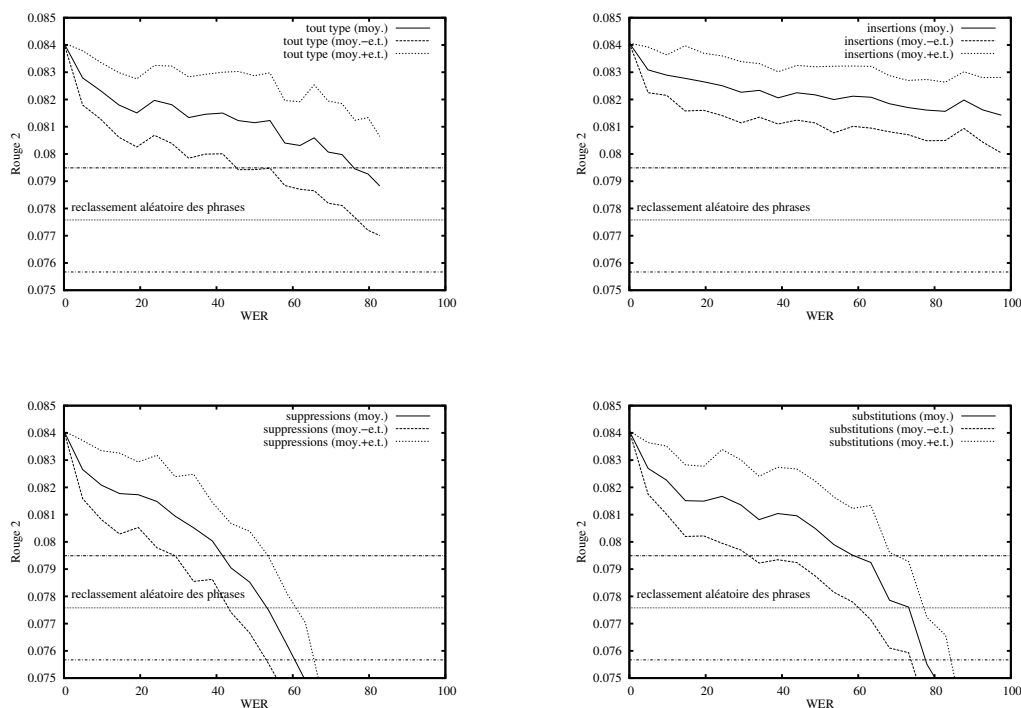 0.085
0.084
0.083
0.082
0.081
0.08
0.079
0.078
0.077
0.076
0.075
Rouge 2
tout type (moy.)
tout type (moy.−e.t.)
tout type (moy.+e.t.)
reclassement aléatoire des phrases
0 20 40 60 80 100
WER
0.085
0.084
0.083
0.082
0.081
0.08
0.079
0.078
0.077
0.076
0.075
Rouge 2
insertions (moy.)
insertions (moy.−e.t.)
insertions (moy.+e.t.)
reclassement aléatoire des phrases
0 20 40 60 80 100
WER
0.085
0.084
0.083
0.082
0.081
0.08
0.079
0.078
0.077
0.076
0.075
Rouge 2
suppressions (moy.)
suppressions (moy.−e.t.)
suppressions (moy.+e.t.)
reclassement aléatoire des phrases
0 20 40 60 80 100
WER
0.085
0.084
0.083
0.082
0.081
0.08
0.079
0.078
0.077
0.076
0.075
Rouge 2
substitutions (moy.)
substitutions (moy.−e.t.)
substitutions (moy.+e.t.)
reclassement aléatoire des phrases
0 20 40 60 80 100
WER